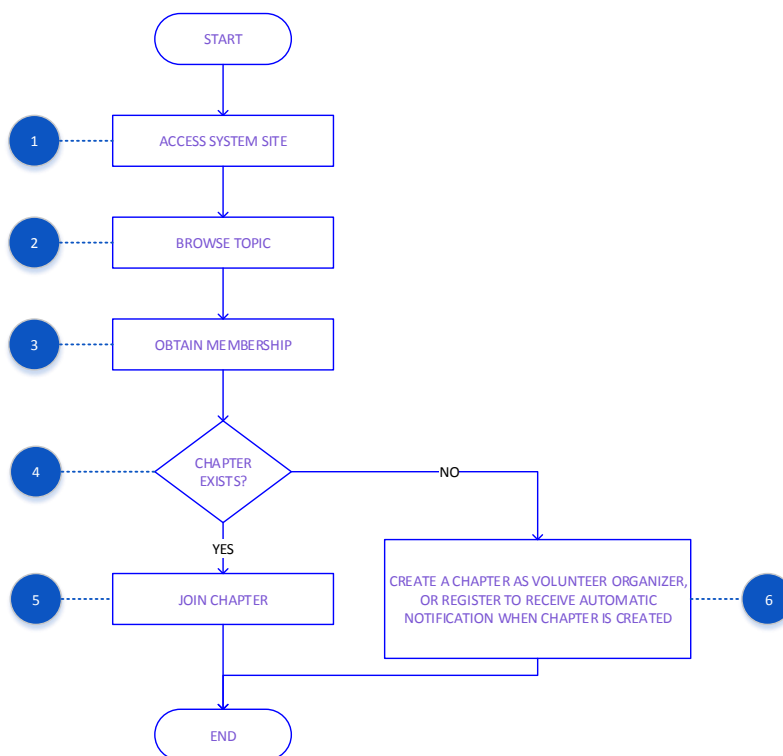 START
1
ACCESS SYSTEM SITE
2
BROWSE TOPIC
3
OBTAIN MEMBERSHIP
4
CHAPTER
EXISTS?
NO
YES
5
JOIN CHAPTER
CREATE A CHAPTER AS VOLUNTEER ORGANIZER,
OR REGISTER TO RECEIVE AUTOMATIC
NOTIFICATION WHEN CHAPTER IS CREATED
6
END